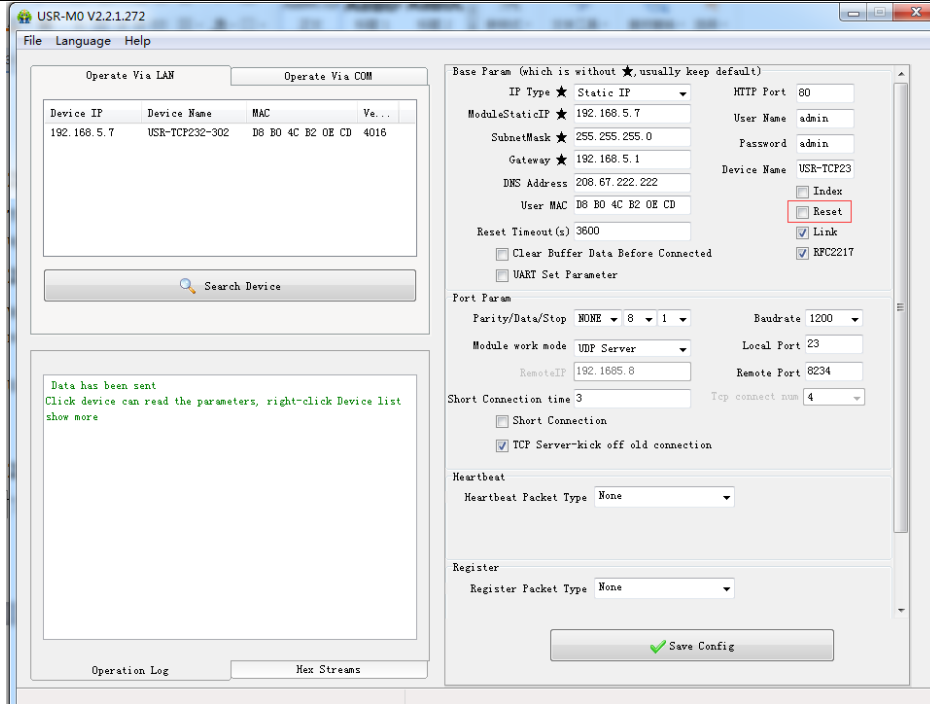 USR-M0 V2.2.1.272
File Language Help
Operate Via LAN Operate Via COM
Device IP Device Name MAC Ve...
192.168.5.7 USR-TCP232-302 D8 B0 4C B2 0E CD 4016
Search Device
Data has been sent
Click device can read the parameters, right-click Device list
show more
Operation Log Hex Streams
Base Param (which is without ★,usually keep default)
IP Type ★ Static IP HTTP Port 80
ModuleStaticIP ★ 192.168.5.7 User Name admin
SubnetMask ★ 255.255.255.0 Password admin
Gateway ★ 192.168.5.1 Device Name USR-TCP23
DNS Address 208.67.222.222 Index
User MAC D8 B0 4C B2 0E CD Reset
Reset Timeout(s) 3600 Link
Clear Buffer Data Before Connected RFC2217
UART Set Parameter
Port Param
Parity/Data/Stop NONE 8 1 Baudrate 1200
Module work mode UDP Server Local Port 23
RemoteIP 192.1685.8 Remote Port 8234
Short Connection time 3 Tcp connect num 4
Short Connection
TCP Server-kick off old connection
Heartbeat
Heartbeat Packet Type None
Register
Register Packet Type None
Save Config